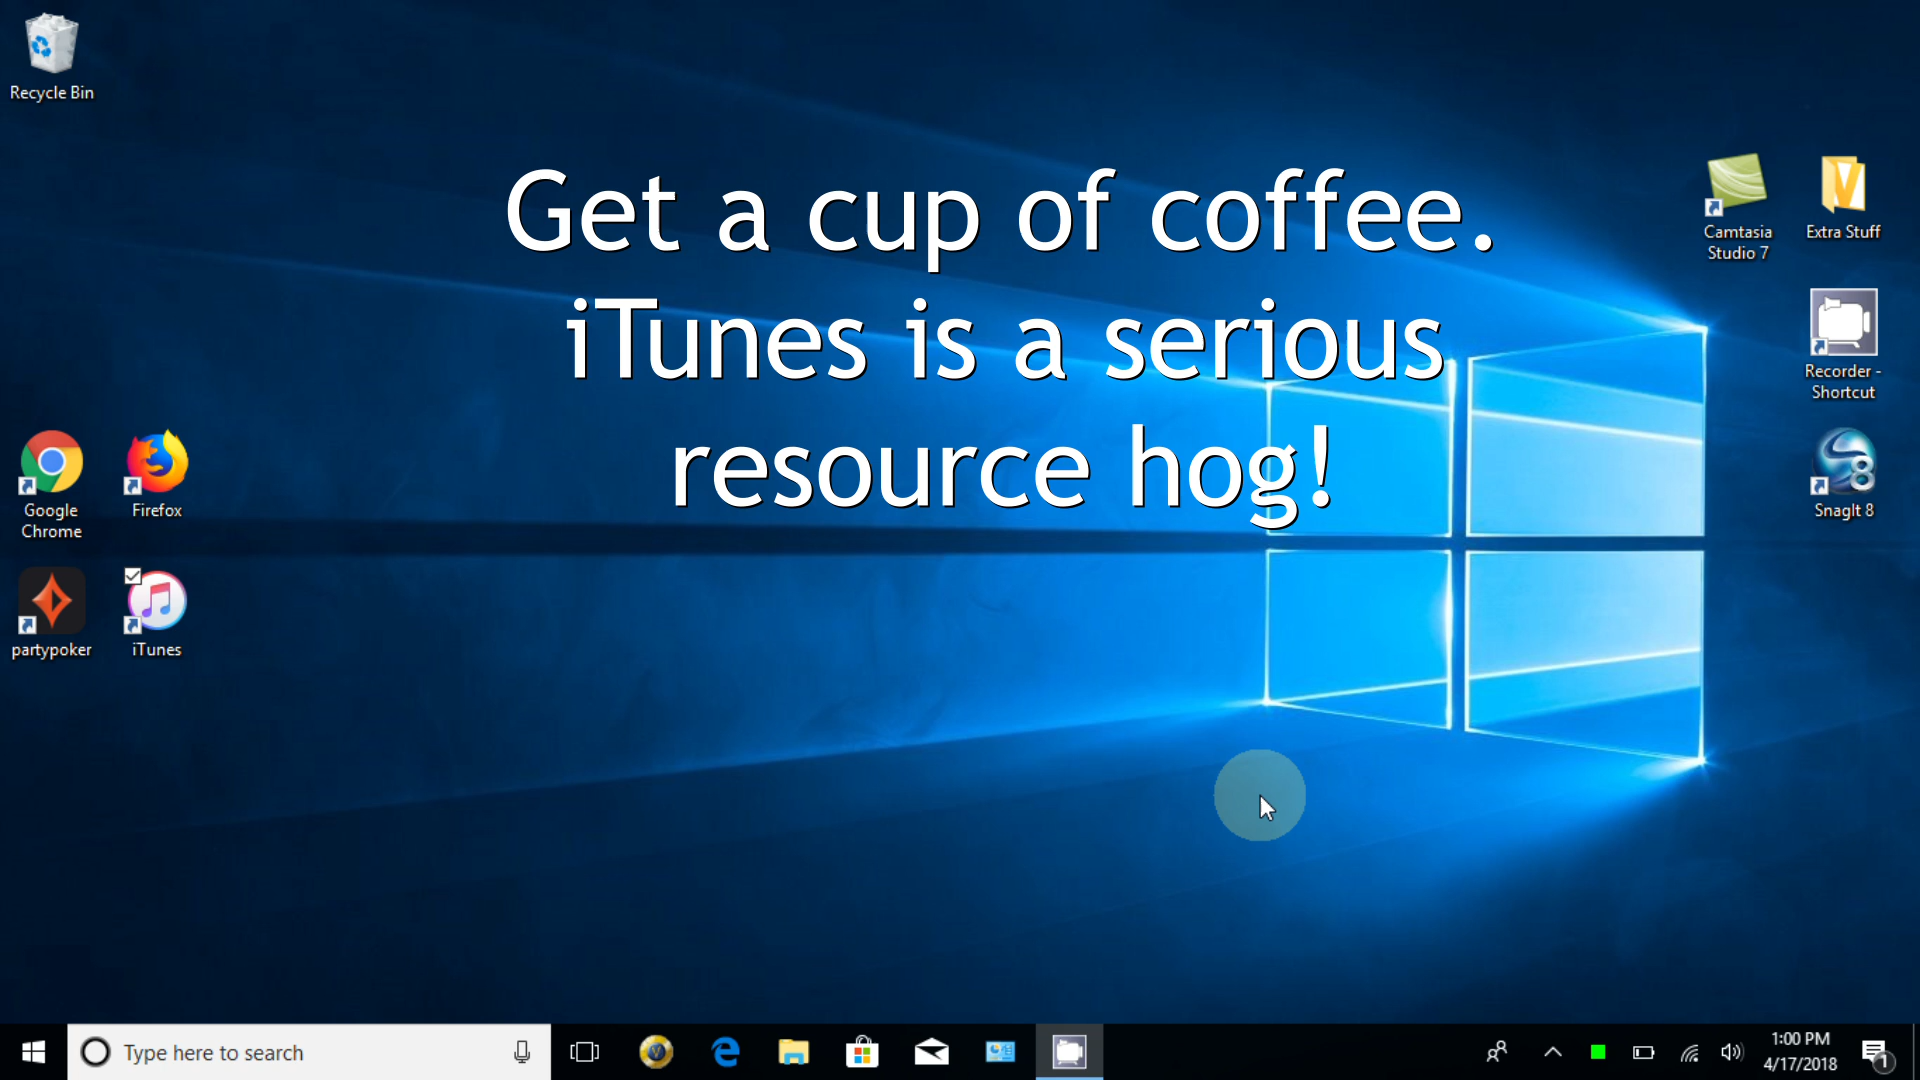 Recycle Bin
Get a cup of coffee.
iTunes is a serious
resource hog!
Camtasia
Studio 7
Extra Stuff
Recorder -
Shortcut
SnagIt 8
Google
Chrome
Firefox
partypoker
iTunes
Type here to search
1:00 PM
4/17/2018
1